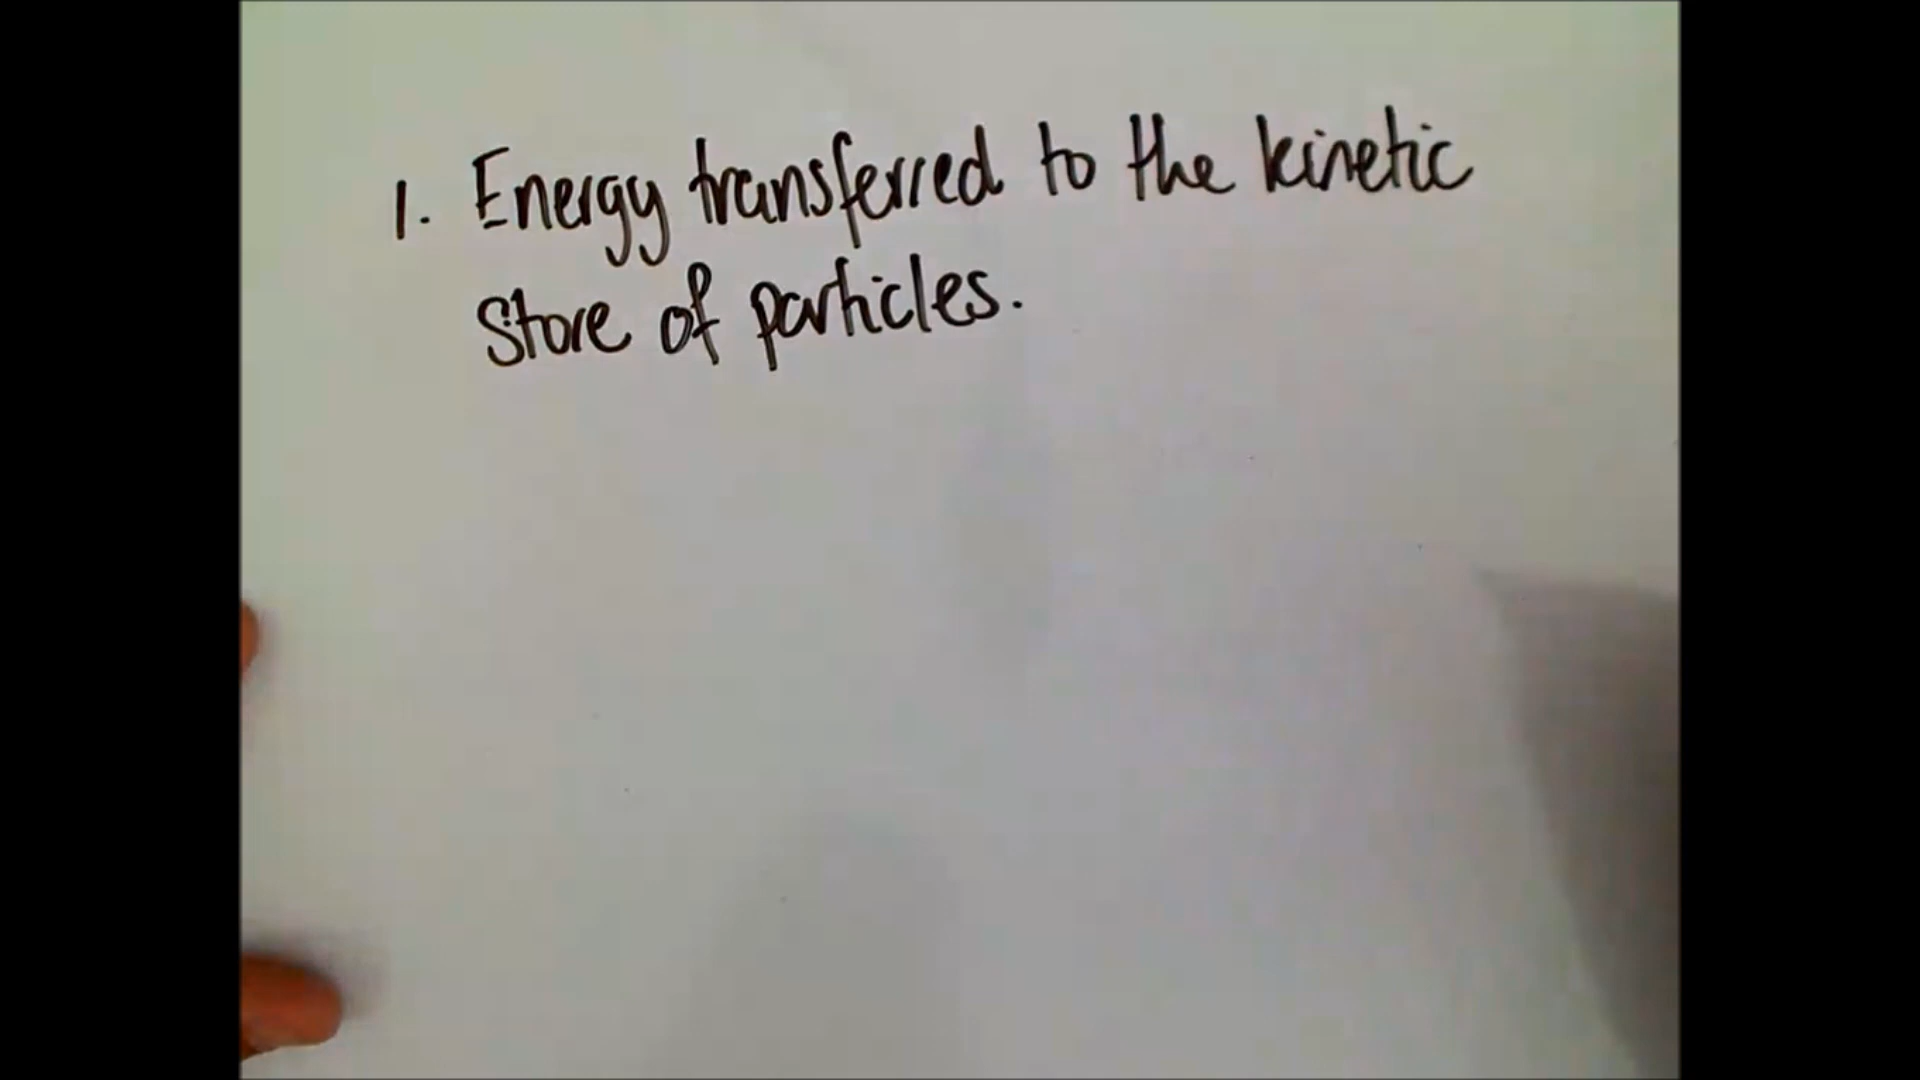 1. Energy transferred to the kinetic
Store of particles.